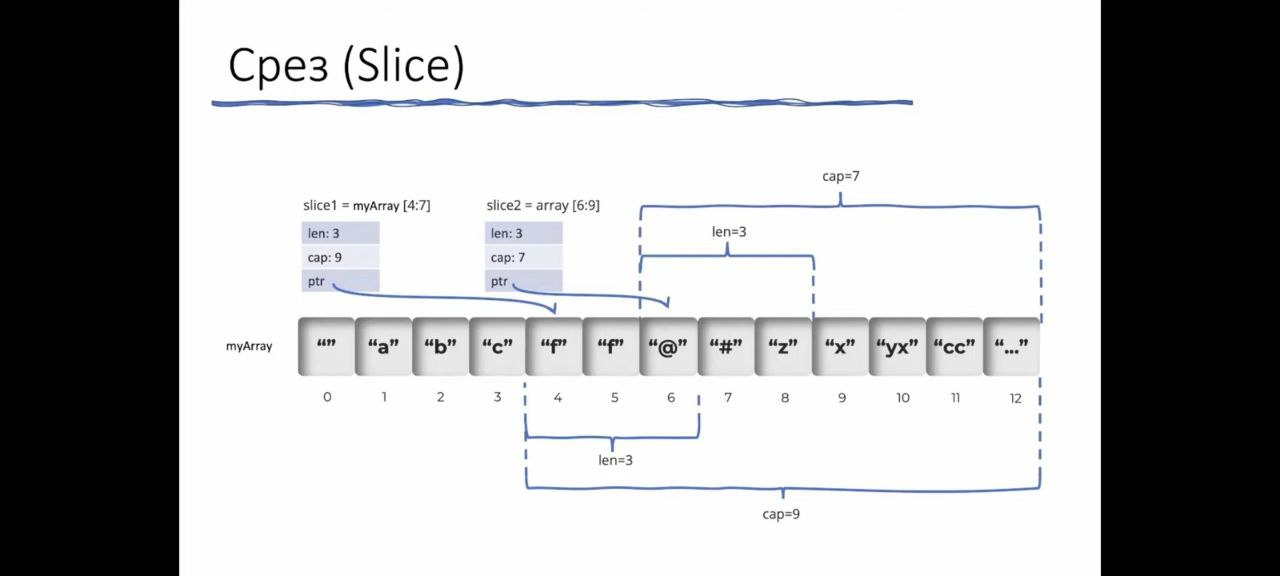 Срез (Slice)
cap=7
slice1 = myArray [4:7]
slice2 = array [6:9]
len: 3
cap: 9
ptr
len: 3
cap: 7
ptr
len=3
myArray
“” “a” “b” “c” “f” “f” “@” “#” “z” “x” “yx” “cc” “...”
0 1 2 3 4 5 6 7 8 9 10 11 12
len=3
cap=9